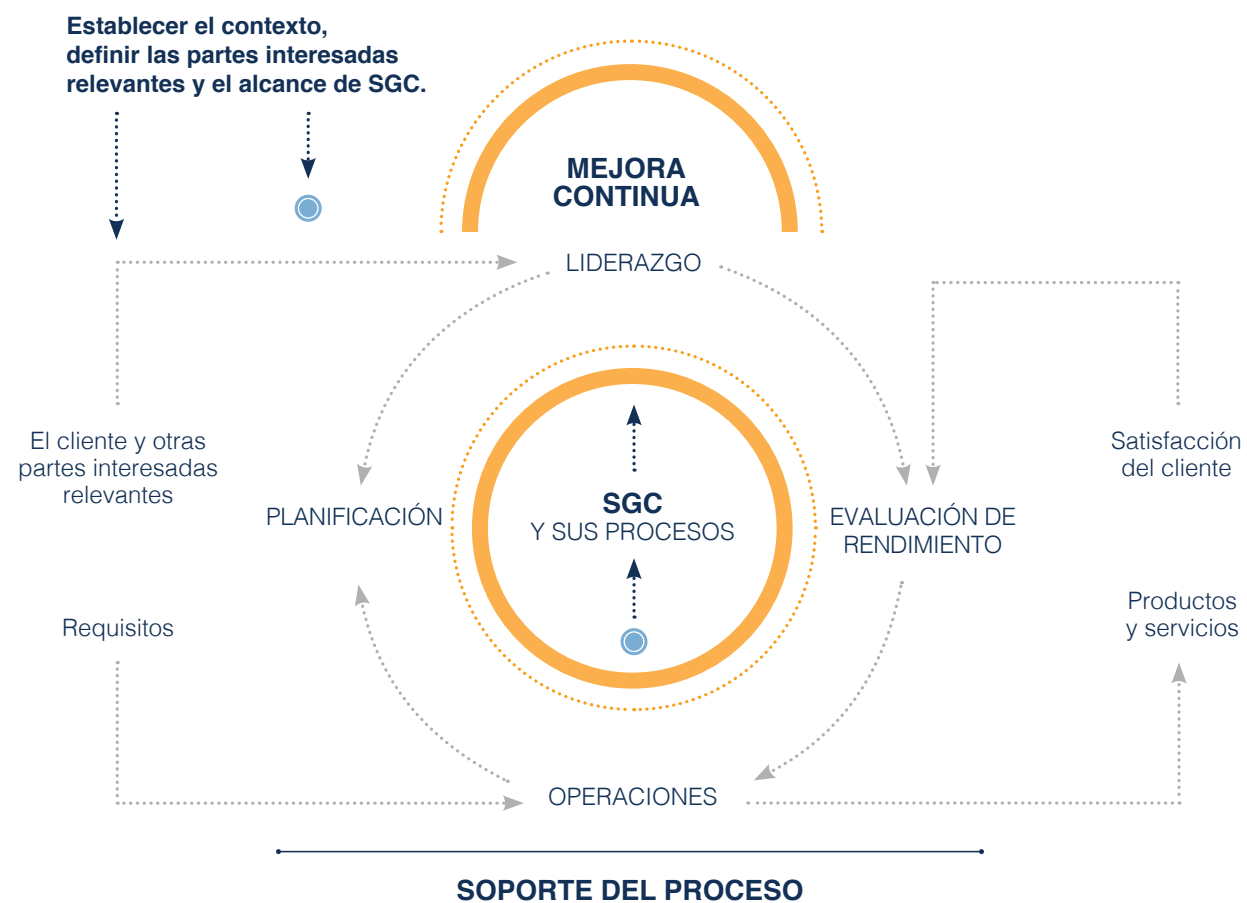 Establecer el contexto,
definir las partes interesadas
relevantes y el alcance de SGC.
MEJORA
CONTINUA
LIDERAZGO
El cliente y otras
partes interesadas
relevantes
Satisfacción
del cliente
PLANIFICACIÓN
SGC
Y SUS PROCESOS
EVALUACIÓN DE
RENDIMIENTO
Requisitos
Productos
y servicios
OPERACIONES
SOPORTE DEL PROCESO